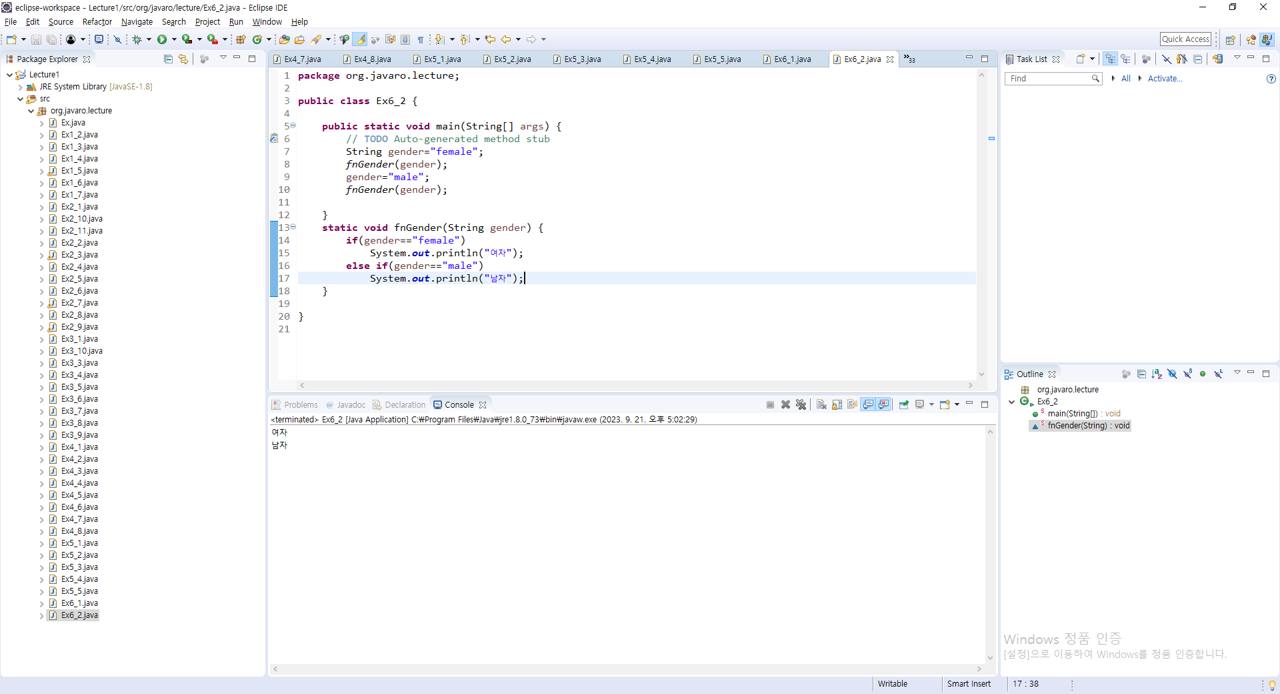 eclipse-workspace - Lecture1/src/org/javaro/lecture/Ex6_2.java - Eclipse IDE
File Edit Source Refactor Navigate Search Project Run Window Help
Quick Access
Package Explorer
Lecture1
JRE System Library [JavaSE-1.8]
src
org.javaro.lecture
Ex.java
Ex1_2.java
Ex1_3.java
Ex1_4.java
Ex1_5.java
Ex1_6.java
Ex1_7.java
Ex2_1.java
Ex2_10.java
Ex2_11.java
Ex2_2.java
Ex2_3.java
Ex2_4.java
Ex2_5.java
Ex2_6.java
Ex2_7.java
Ex2_8.java
Ex2_9.java
Ex3_1.java
Ex3_10.java
Ex3_3.java
Ex3_4.java
Ex3_5.java
Ex3_6.java
Ex3_7.java
Ex3_8.java
Ex3_9.java
Ex4_1.java
Ex4_2.java
Ex4_3.java
Ex4_4.java
Ex4_5.java
Ex4_6.java
Ex4_7.java
Ex4_8.java
Ex5_1.java
Ex5_2.java
Ex5_3.java
Ex5_4.java
Ex5_5.java
Ex6_1.java
Ex6_2.java
Ex4_7.java Ex4_8.java Ex5_1.java Ex5_2.java Ex5_3.java Ex5_4.java Ex5_5.java Ex6_1.java Ex6_2.java »33
1 package org.javaro.lecture;
2
3 public class Ex6_2 {
4
5 public static void main(String[] args) {
6 // TODO Auto-generated method stub
7 String gender="female";
8 fnGender(gender);
9 gender="male";
10 fnGender(gender);
11
12 }
13 static void fnGender(String gender) {
14 if(gender=="female")
15 System.out.println("여자");
16 else if(gender=="male")
17 System.out.println("남자");
18 }
19
20 }
21
Problems Javadoc Declaration Console
<terminated> Ex6_2 [Java Application] C:₩Program Files₩Java₩jre1.8.0_73₩bin₩javaw.exe (2023. 9. 21. 오후 5:02:29)
여자
남자
Task List
Find All Activate...
Outline
org.javaro.lecture
Ex6_2
main(String[]) : void
fnGender(String) : void
Windows 정품 인증
[설정]으로 이동하여 Windows를 정품 인증합니다.
Writable Smart Insert 17 : 38